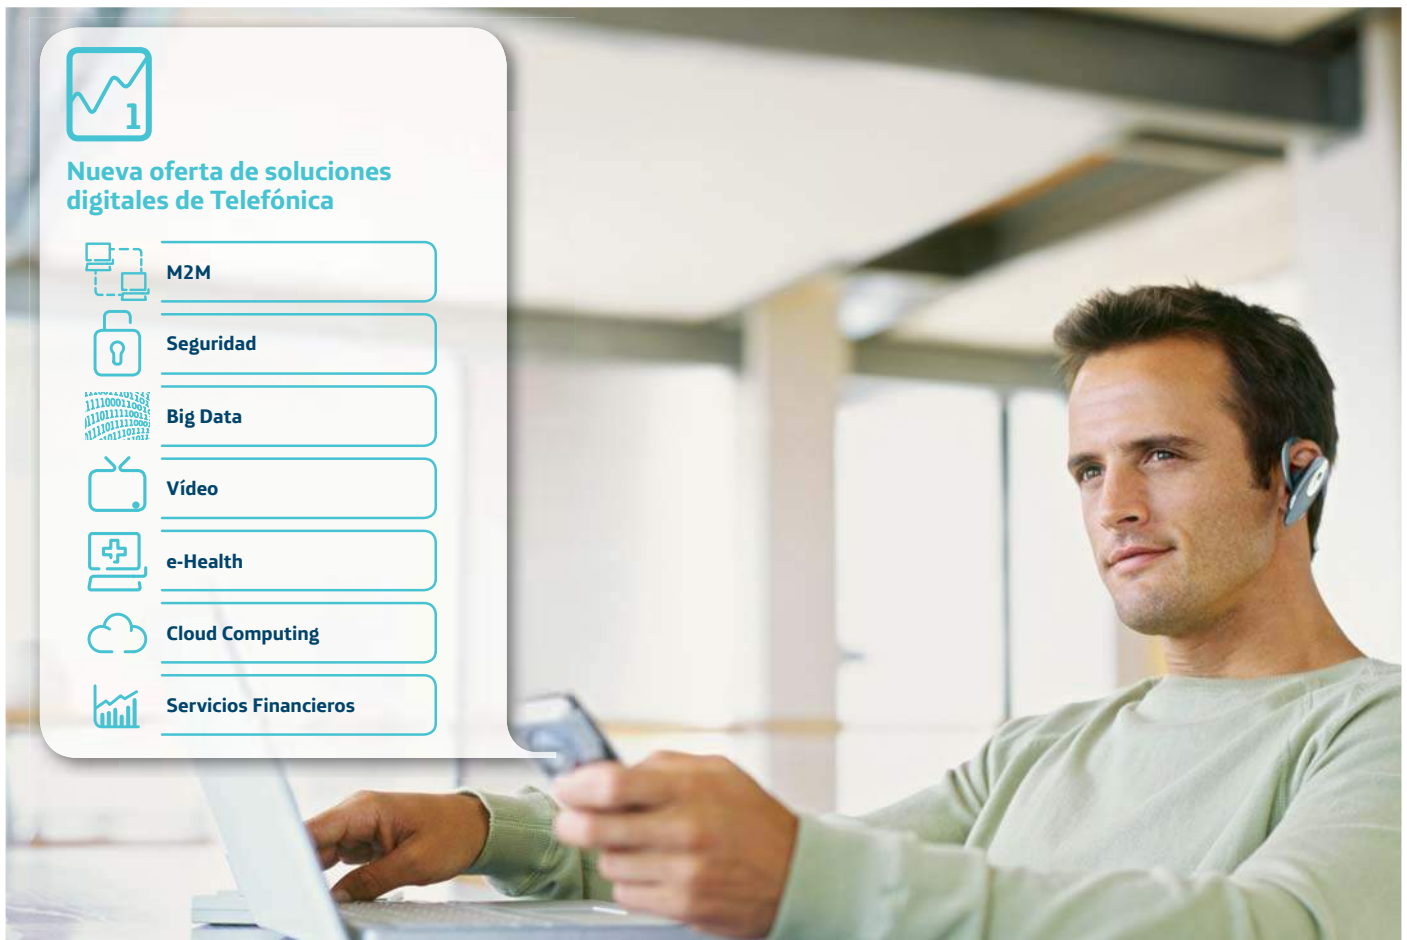 1
Nueva oferta de soluciones
digitales de Telefónica
M2M
Seguridad
Big Data
Vídeo
e-Health
Cloud Computing
Servicios Financieros